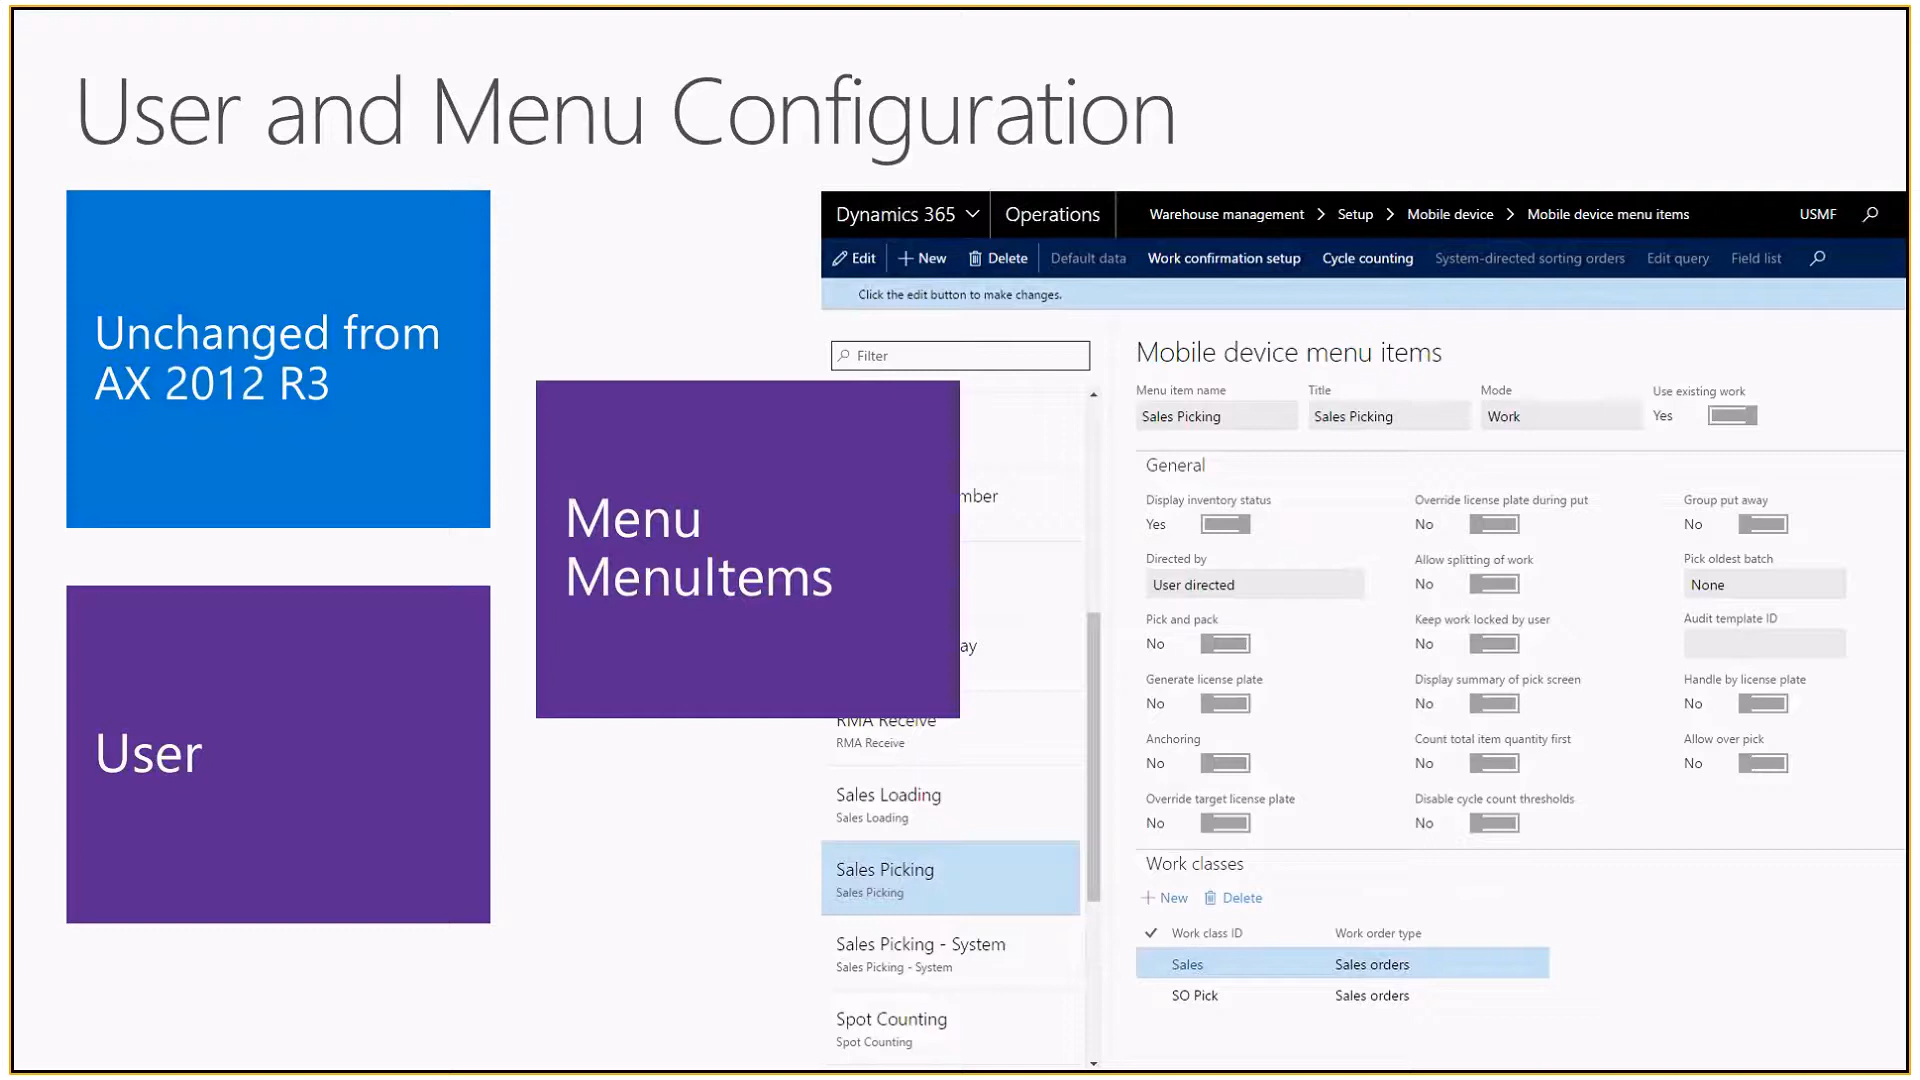 User and Menu Configuration
Unchanged from
AX 2012 R3
User
Menu
MenuItems
Dynamics 365
Operations
Warehouse management > Setup > Mobile device > Mobile device menu items
USMF
Edit
New
Delete
Default data
Work confirmation setup
Cycle counting
System-directed sorting orders
Edit query
Field list
Click the edit button to make changes.
Filter
mber
ay
RMA Receive
RMA Receive
Sales Loading
Sales Loading
Sales Picking
Sales Picking
Sales Picking - System
Sales Picking - System
Spot Counting
Spot Counting
Mobile device menu items
Menu item name
Sales Picking
Title
Sales Picking
Mode
Work
Use existing work
Yes
General
Display inventory status
Yes
Directed by
User directed
Pick and pack
No
Generate license plate
No
Anchoring
No
Override target license plate
No
Override license plate during put
No
Allow splitting of work
No
Keep work locked by user
No
Display summary of pick screen
No
Count total item quantity first
No
Disable cycle count thresholds
No
Group put away
No
Pick oldest batch
None
Audit template ID
Handle by license plate
No
Allow over pick
No
Work classes
New
Delete
Work class ID
Work order type
Sales
Sales orders
SO Pick
Sales orders